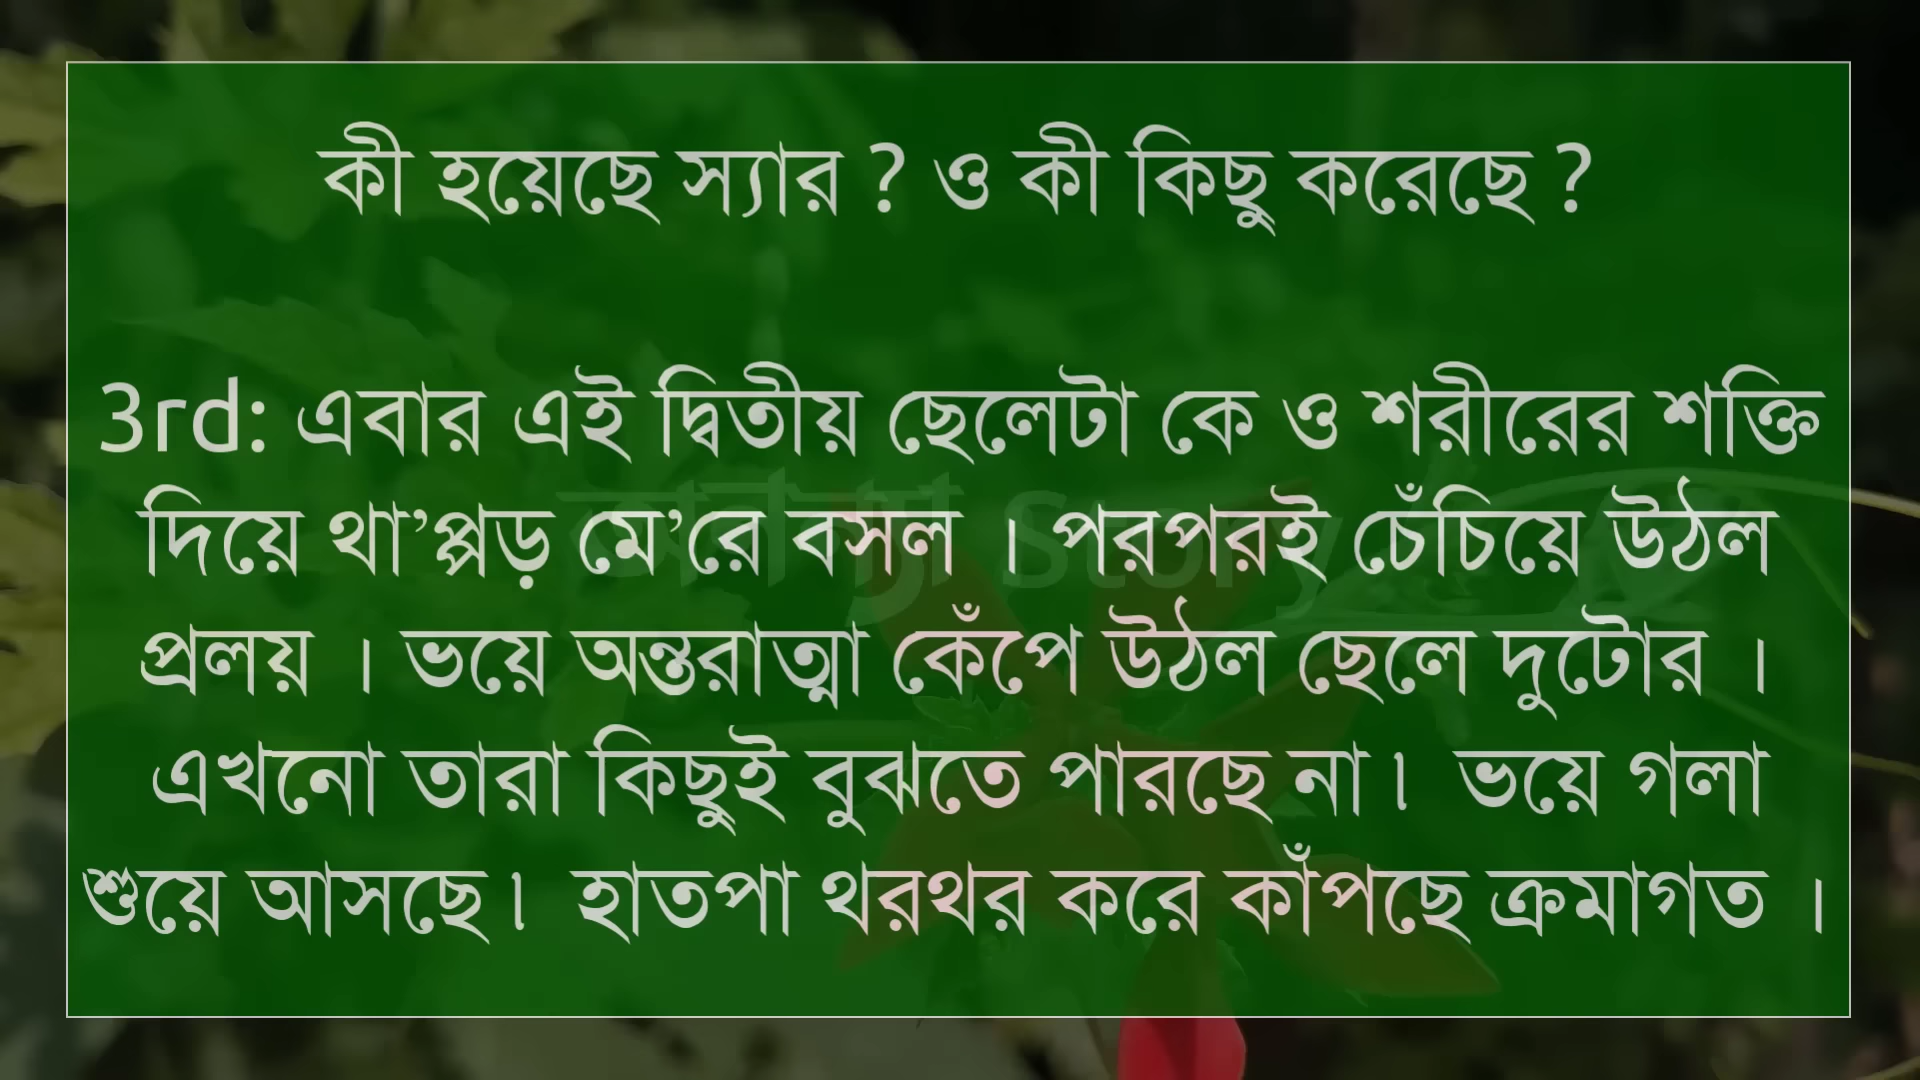 কী হয়েছে স্যার ? ও কী কিছু করেছে ?
3rd: এবার এই দ্বিতীয় ছেলেটা কে ও শরীরের শক্তি
দিয়ে থা’প্পড় মে’রে বসল । পরপরই চেঁচিয়ে উঠল
প্রলয় । ভয়ে অন্তরাত্মা কেঁপে উঠল ছেলে দুটোর ।
এখনো তারা কিছুই বুঝতে পারছে না। ভয়ে গলা
শুয়ে আসছে। হাতপা থরথর করে কাঁপছে ক্রমাগত ।
Story